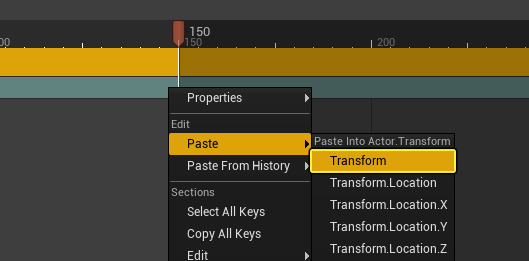 150
00
150
200
Properties
Edit
Paste
Paste Into Actor.Transform
Transform
Paste From History
Transform.Location
Sections
Transform.Location.X
Select All Keys
Transform.Location.Y
Copy All Keys
Transform.Location.Z
Edit